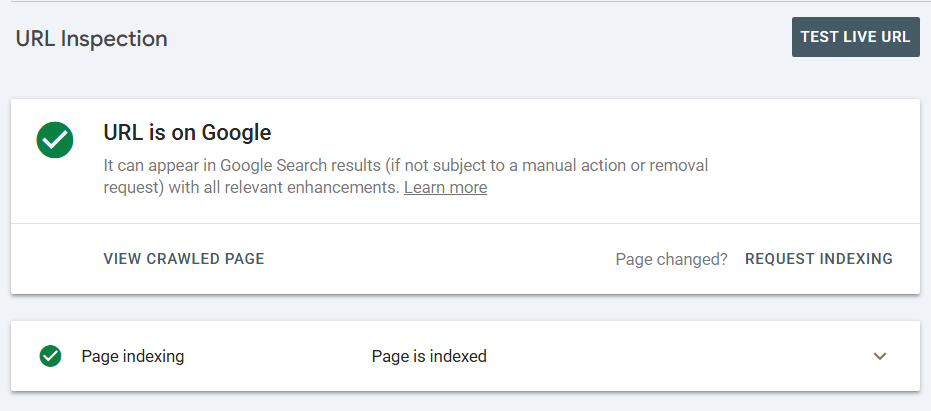 URL Inspection
TEST LIVE URL
URL is on Google
It can appear in Google Search results (if not subject to a manual action or removal
request) with all relevant enhancements. Learn more
VIEW CRAWLED PAGE
Page changed? REQUEST INDEXING
Page indexing
Page is indexed